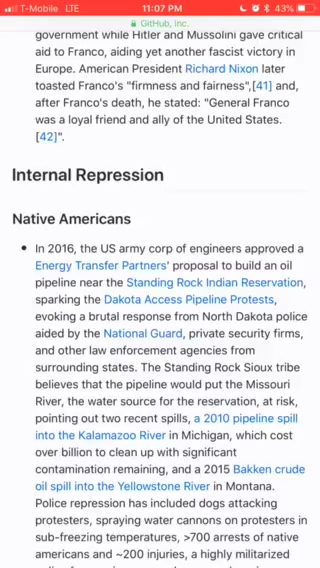 T-Mobile LTE 11:07 PM 43%
GitHub, Inc.
government while Hitler and Mussolini gave critical
aid to Franco, aiding yet another fascist victory in
Europe. American President Richard Nixon later
toasted Franco's "firmness and fairness",[41] and,
after Franco's death, he stated: "General Franco
was a loyal friend and ally of the United States.
[42]".
Internal Repression
Native Americans
• In 2016, the US army corp of engineers approved a
Energy Transfer Partners' proposal to build an oil
pipeline near the Standing Rock Indian Reservation,
sparking the Dakota Access Pipeline Protests,
evoking a brutal response from North Dakota police
aided by the National Guard, private security firms,
and other law enforcement agencies from
surrounding states. The Standing Rock Sioux tribe
believes that the pipeline would put the Missouri
River, the water source for the reservation, at risk,
pointing out two recent spills, a 2010 pipeline spill
into the Kalamazoo River in Michigan, which cost
over billion to clean up with significant
contamination remaining, and a 2015 Bakken crude
oil spill into the Yellowstone River in Montana.
Police repression has included dogs attacking
protesters, spraying water cannons on protesters in
sub-freezing temperatures, >700 arrests of native
americans and ~200 injuries, a highly militarized